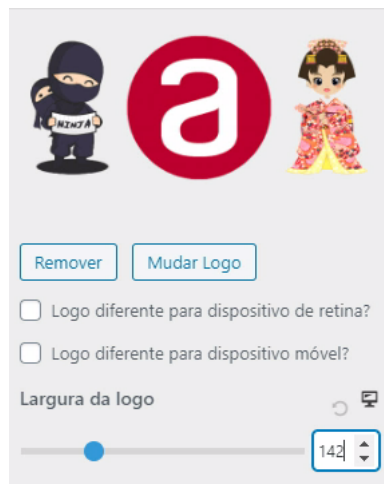 NINJA
a
Remover
Mudar Logo
Logo diferente para dispositivo de retina?
Logo diferente para dispositivo móvel?
Largura da logo
142